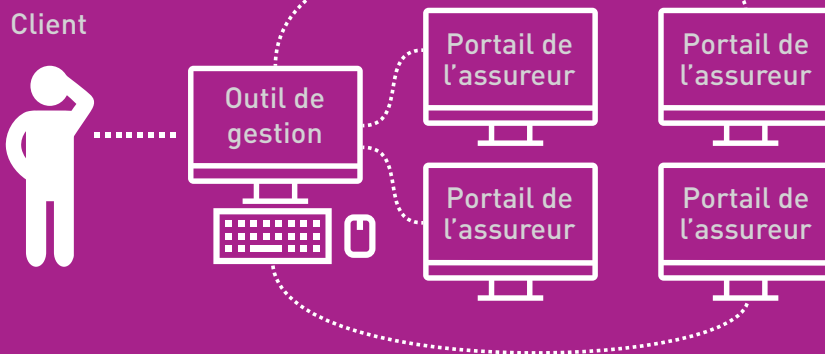 Client
Outil de
gestion
Portail de
l'assureur
Portail de
l'assureur
Portail de
l'assureur
Portail de
l'assureur